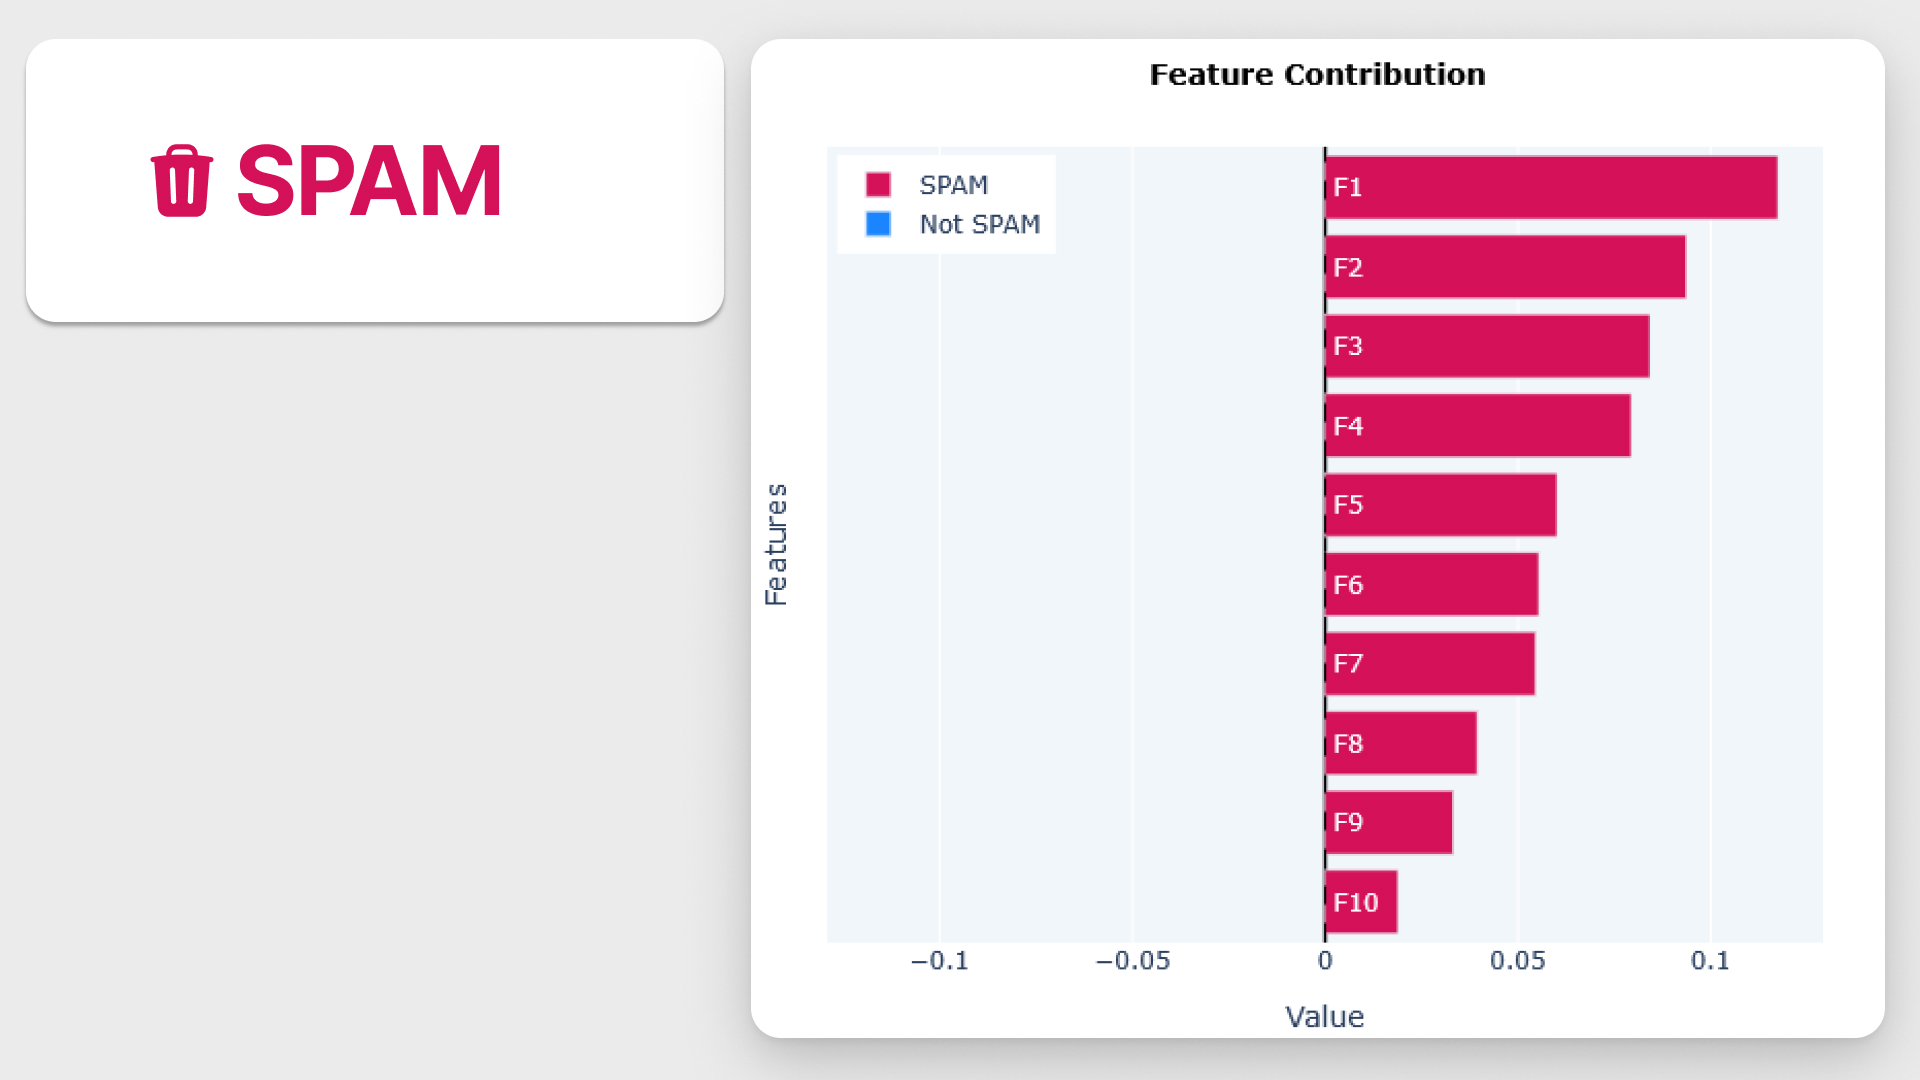 SPAM
Feature Contribution
SPAM
Not SPAM
F1
F2
F3
F4
F5
F6
F7
F8
F9
F10
Features
−0.1
−0.05
0
0.05
0.1
Value